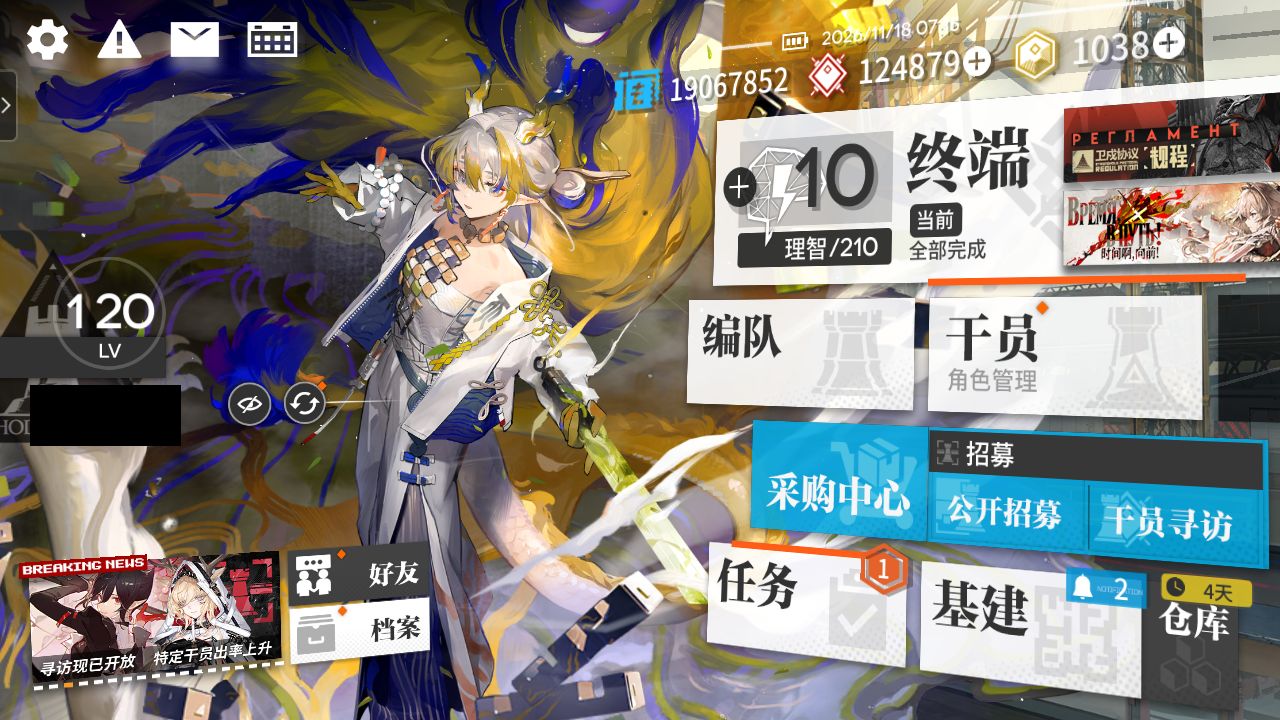 2026/11/18
19067852
124879
1038
10
理智/210
终端
当前
全部完成
РЕГЛАМЕНТ
卫戍协议
REGULATION
[规程]
ВРЕМЯ
时间啊,向前!
120
LV
编队
干员
角色管理
采购中心
招募
公开招募
干员寻访
BREAKING NEWS
寻访现已开放
特定干员出率上升
好友
档案
任务
1
基建
2
NOTIFICATION
4天
仓库